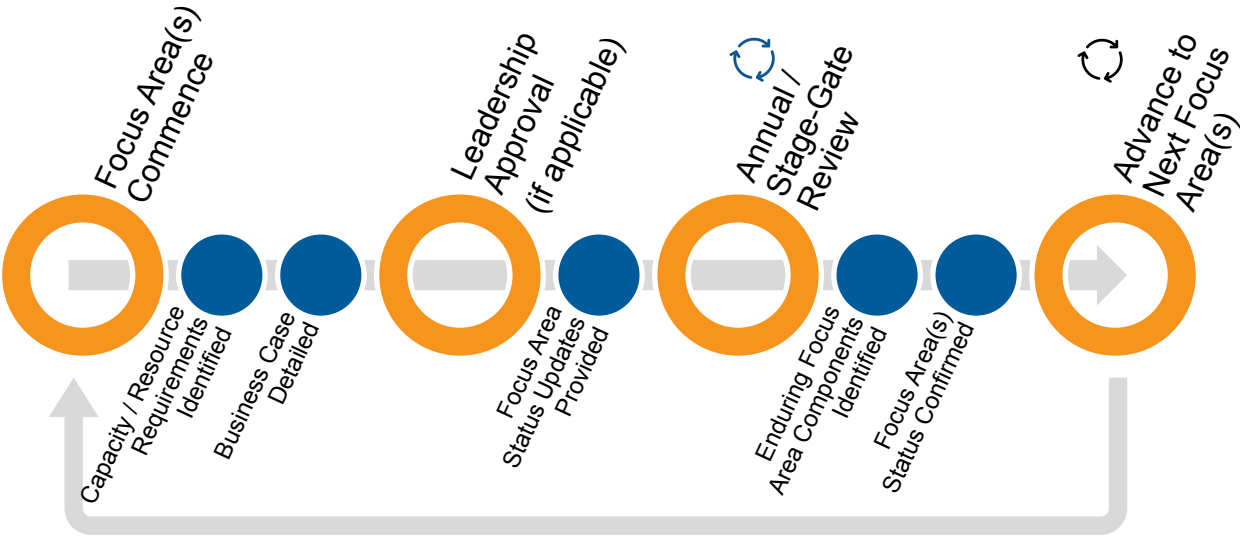 Focus Area(s)
Commence
Capacity / Resource
Requirements
Identified
Business Case
Detailed
Leadership
Approval
(if applicable)
Focus Area
Status Updates
Provided
Annual /
Stage-Gate
Review
Enduring Focus
Area Components
Identified
Focus Area(s)
Status Confirmed
Advance to
Next Focus
Area(s)